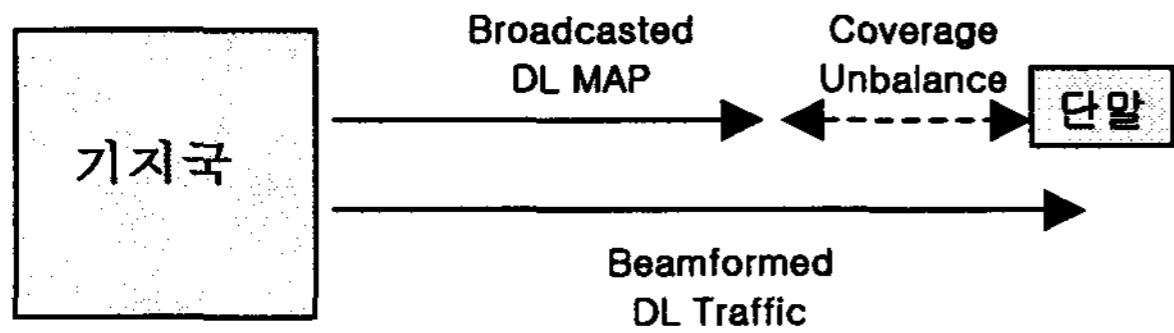 Broadcasted
DL MAP
Coverage
Unbalance
기지국
단말
Beamformed
DL Traffic